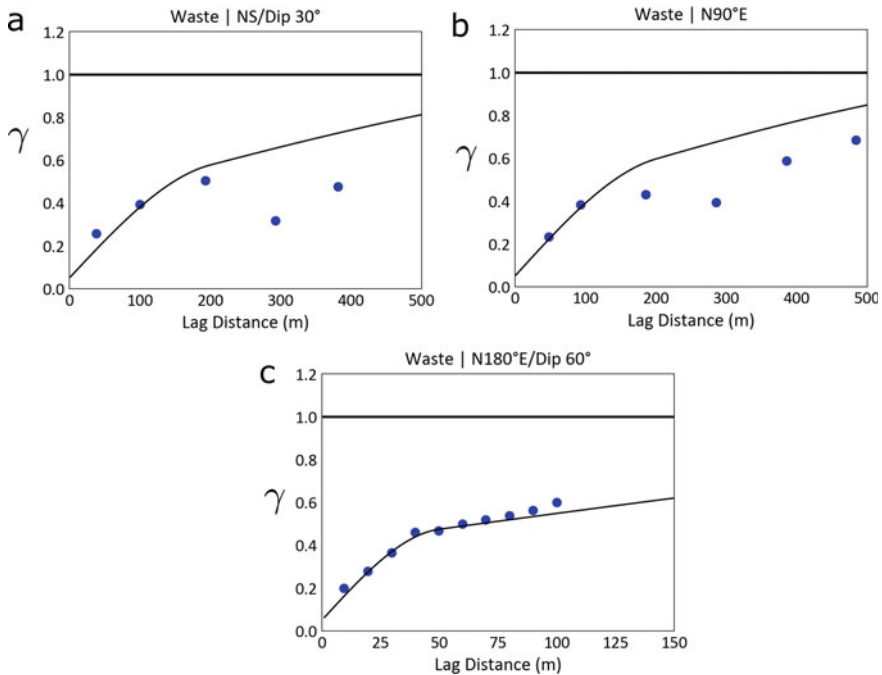 a
Waste | NS/Dip 30°
1.2
1.0
0.8
γ
0.6
0.4
0.2
0.0
0 100 200 300 400 500
Lag Distance (m)
b
Waste | N90°E
1.2
1.0
0.8
γ
0.6
0.4
0.2
0.0
0 100 200 300 400 500
Lag Distance (m)
c
Waste | N180°E/Dip 60°
1.2
1.0
0.8
γ
0.6
0.4
0.2
0.0
0 25 50 75 100 125 150
Lag Distance (m)